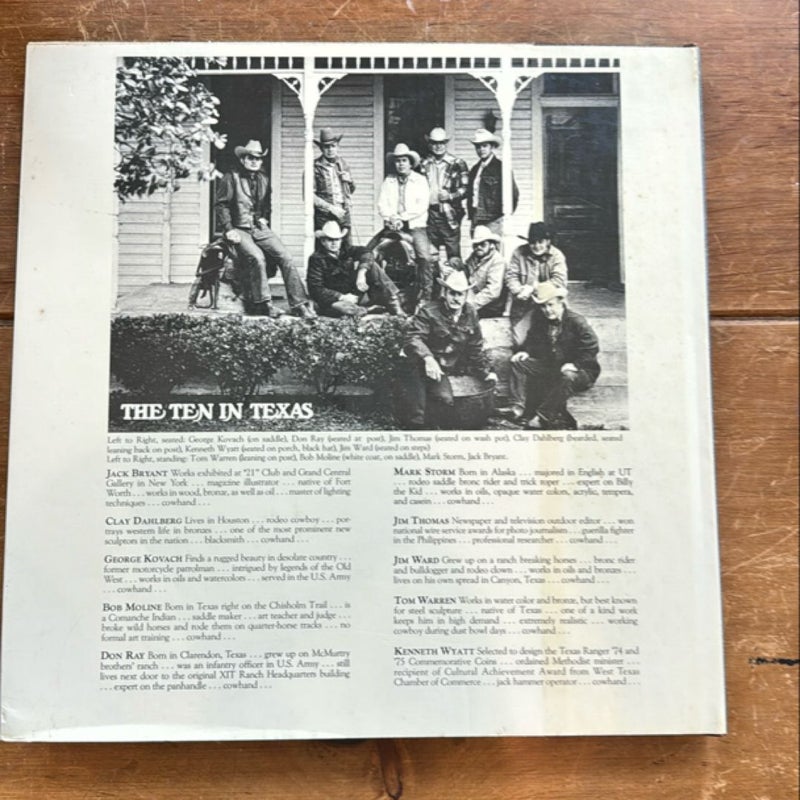 THE TEN IN TEXAS
Left to Right, seated: George Kovach (on saddle), Don Ray (seated at post), Jim Thomas (seated on wash pot), Clay Dahlberg (bearded, seated
leaning back on post), Kenneth Wyatt (seated on porch, black hat), Jim Ward (seated on steps)
Left to Right, standing: Tom Warren (leaning on post), Bob Moline (white coat, on saddle), Mark Storm, Jack Bryant.
JACK BRYANT Works exhibited at "21" Club and Grand Central
Gallery in New York . . . magazine illustrator . . . native of Fort
Worth . . . works in wood, bronze, as well as oil . . . master of lighting
techniques . . . cowhand . . .
CLAY DAHLBERG Lives in Houston . . . rodeo cowboy . . . por-
trays western life in bronzes . . . one of the most prominent new
sculptors in the nation . . . blacksmith . . . cowhand . . .
GEORGE KOVACH Finds a rugged beauty in desolate country . . .
former motorcycle patrolman . . . intrigued by legends of the Old
West . . . works in oils and watercolors . . . served in the U.S. Army
. . . cowhand . . .
BOB MOLINE Born in Texas right on the Chisholm Trail . . . is
a Comanche Indian . . . saddle maker . . . art teacher and judge . . .
broke wild horses and rode them on quarter-horse tracks . . . no
formal art training . . . cowhand . . .
DON RAY Born in Clarendon, Texas . . . grew up on McMurtry
brothers' ranch . . . was an infantry officer in U.S. Army . . . still
lives next door to the original XIT Ranch Headquarters building
. . . expert on the panhandle . . . cowhand . . .
MARK STORM Born in Alaska . . . majored in English at UT
. . . rodeo saddle bronc rider and trick roper . . . expert on Billy
the Kid . . . works in oils, opaque water colors, acrylic, tempera,
and casein . . . cowhand . . .
JIM THOMAS Newspaper and television outdoor editor . . . won
national wire service awards for photo journalism . . . guerilla fighter
in the Philippines . . . professional researcher . . . cowhand . . .
JIM WARD Grew up on a ranch breaking horses . . . bronc rider
and bulldogger and rodeo clown . . . works in oils and bronzes . . .
lives on his own spread in Canyon, Texas . . . cowhand . . .
TOM WARREN Works in water color and bronze, but best known
for steel sculpture . . . native of Texas . . . one of a kind work
keeps him in high demand . . . extremely realistic . . . working
cowboy during dust bowl days . . . cowhand . . .
KENNETH WYATT Selected to design the Texas Ranger '74 and
'75 Commemorative Coins . . . ordained Methodist minister . . .
recipient of Cultural Achievement Award from West Texas
Chamber of Commerce . . . jack hammer operator . . . cowhand . . .